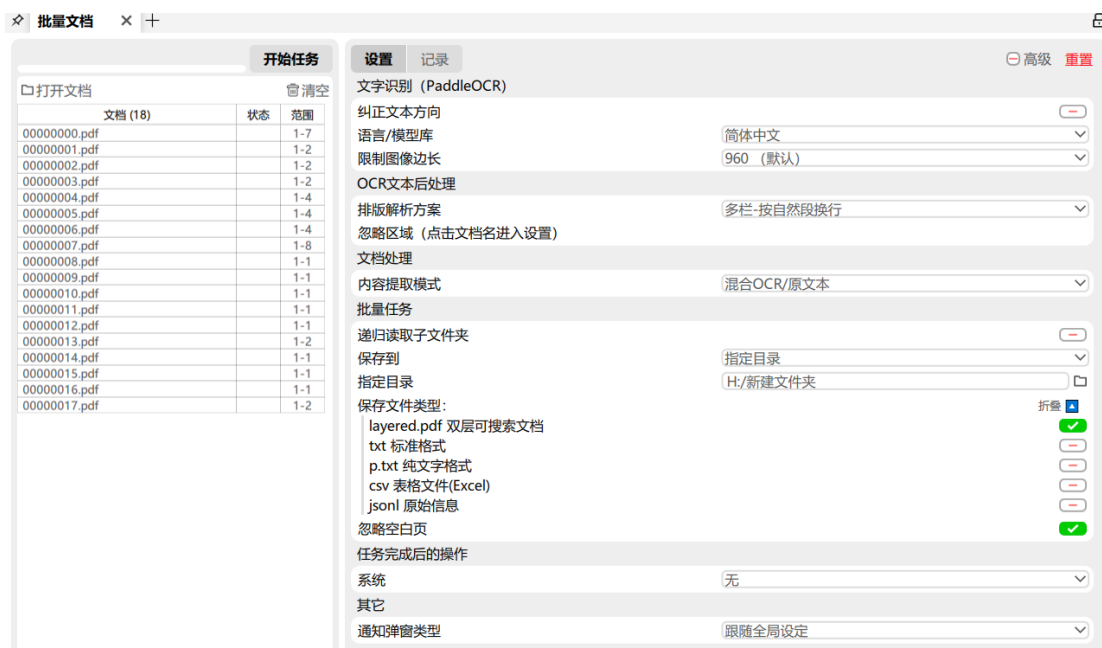 批量文档
开始任务
打开文档 清空
文档 (18) 状态 范围
00000000.pdf 1-7
00000001.pdf 1-2
00000002.pdf 1-2
00000003.pdf 1-2
00000004.pdf 1-4
00000005.pdf 1-4
00000006.pdf 1-4
00000007.pdf 1-8
00000008.pdf 1-1
00000009.pdf 1-1
00000010.pdf 1-1
00000011.pdf 1-1
00000012.pdf 1-1
00000013.pdf 1-2
00000014.pdf 1-1
00000015.pdf 1-1
00000016.pdf 1-1
00000017.pdf 1-2
设置 记录 高级 重置
文字识别（PaddleOCR）
纠正文本方向
语言/模型库 简体中文
限制图像边长 960 （默认）
OCR文本后处理
排版解析方案 多栏-按自然段换行
忽略区域（点击文档名进入设置）
文档处理
内容提取模式 混合OCR/原文本
批量任务
递归读取子文件夹
保存到 指定目录
指定目录 H:/新建文件夹
保存文件类型: 折叠
layered.pdf 双层可搜索文档
txt 标准格式
p.txt 纯文字格式
csv 表格文件(Excel)
jsonl 原始信息
忽略空白页
任务完成后的操作
系统 无
其它
通知弹窗类型 跟随全局设定